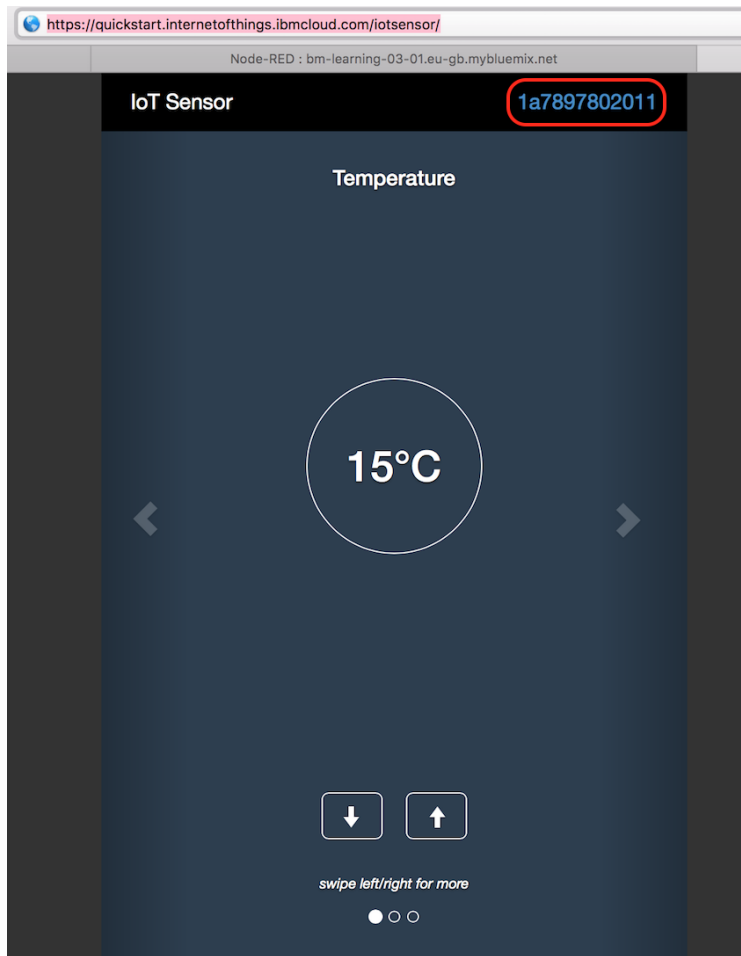 https://quickstart.internetofthings.ibmcloud.com/iotsensor/
Node-RED : bm-learning-03-01.eu-gb.mybluemix.net
IoT Sensor 1a7897802011
Temperature
15°C
swipe left/right for more